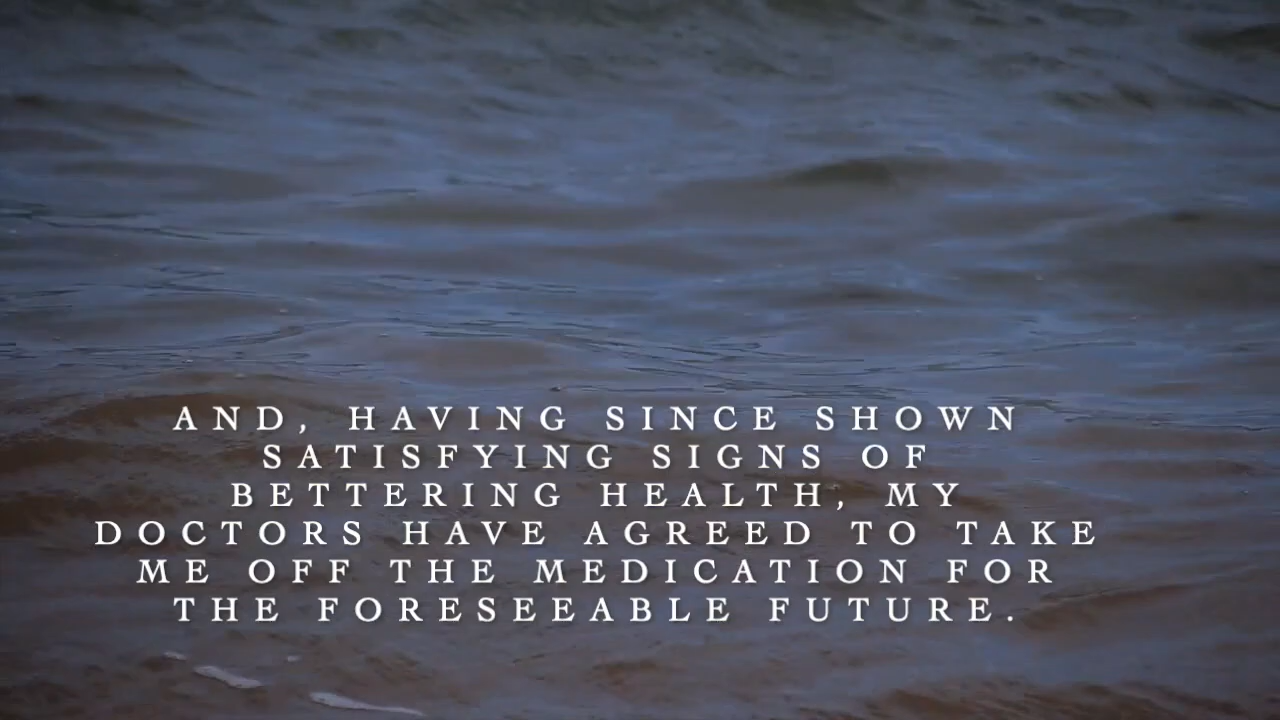 AND, HAVING SINCE SHOWN
SATISFYING SIGNS OF
BETTERING HEALTH, MY
DOCTORS HAVE AGREED TO TAKE
ME OFF THE MEDICATION FOR
THE FORESEEABLE FUTURE.